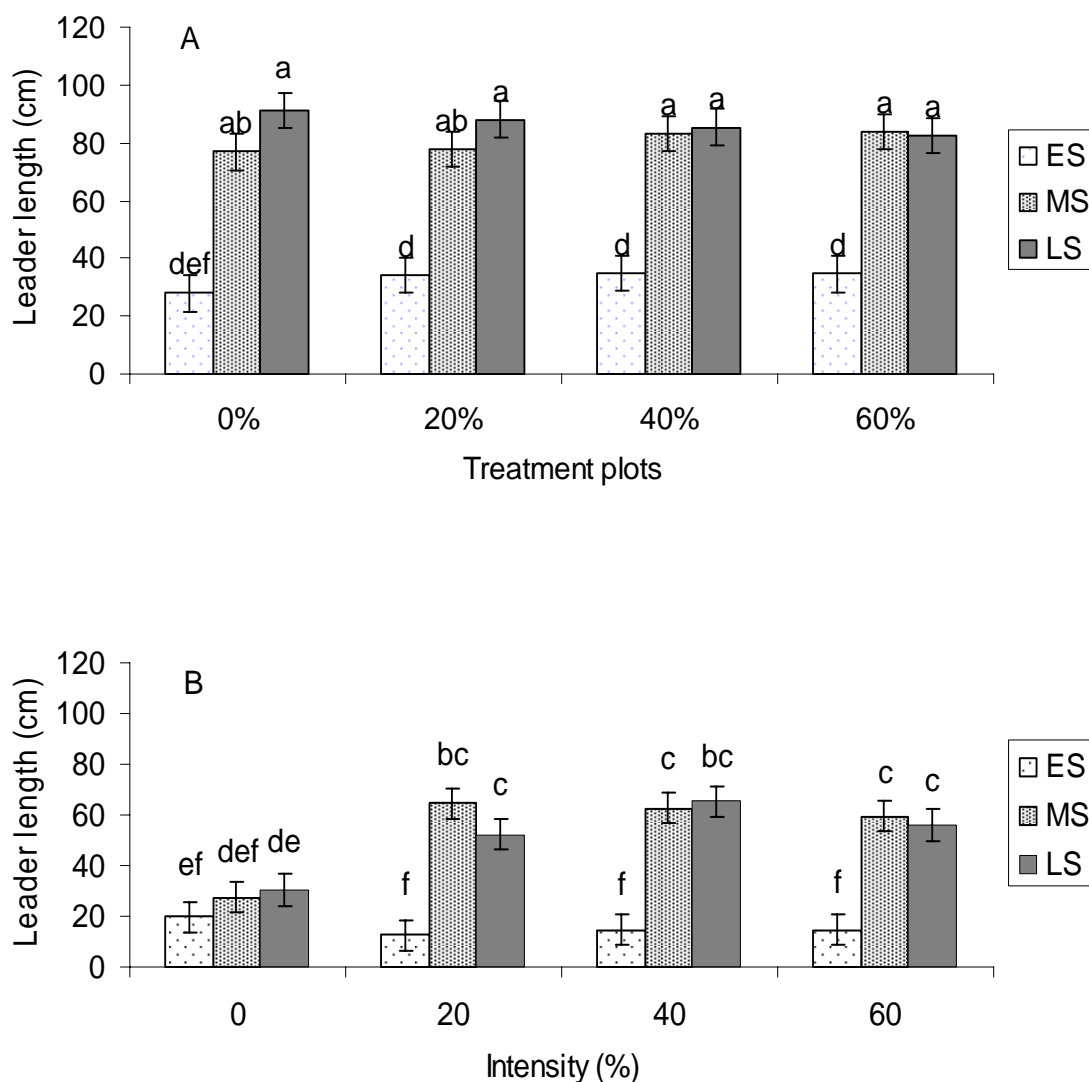 A
Leader length (cm)
120
100
80
60
40
20
0
def ab a
d ab a
d a a
d a a
0% 20% 40% 60%
Treatment plots
ES
MS
LS
B
Leader length (cm)
120
100
80
60
40
20
0
ef def de
f bc c
f c bc
f c c
0 20 40 60
Intensity (%)
ES
MS
LS